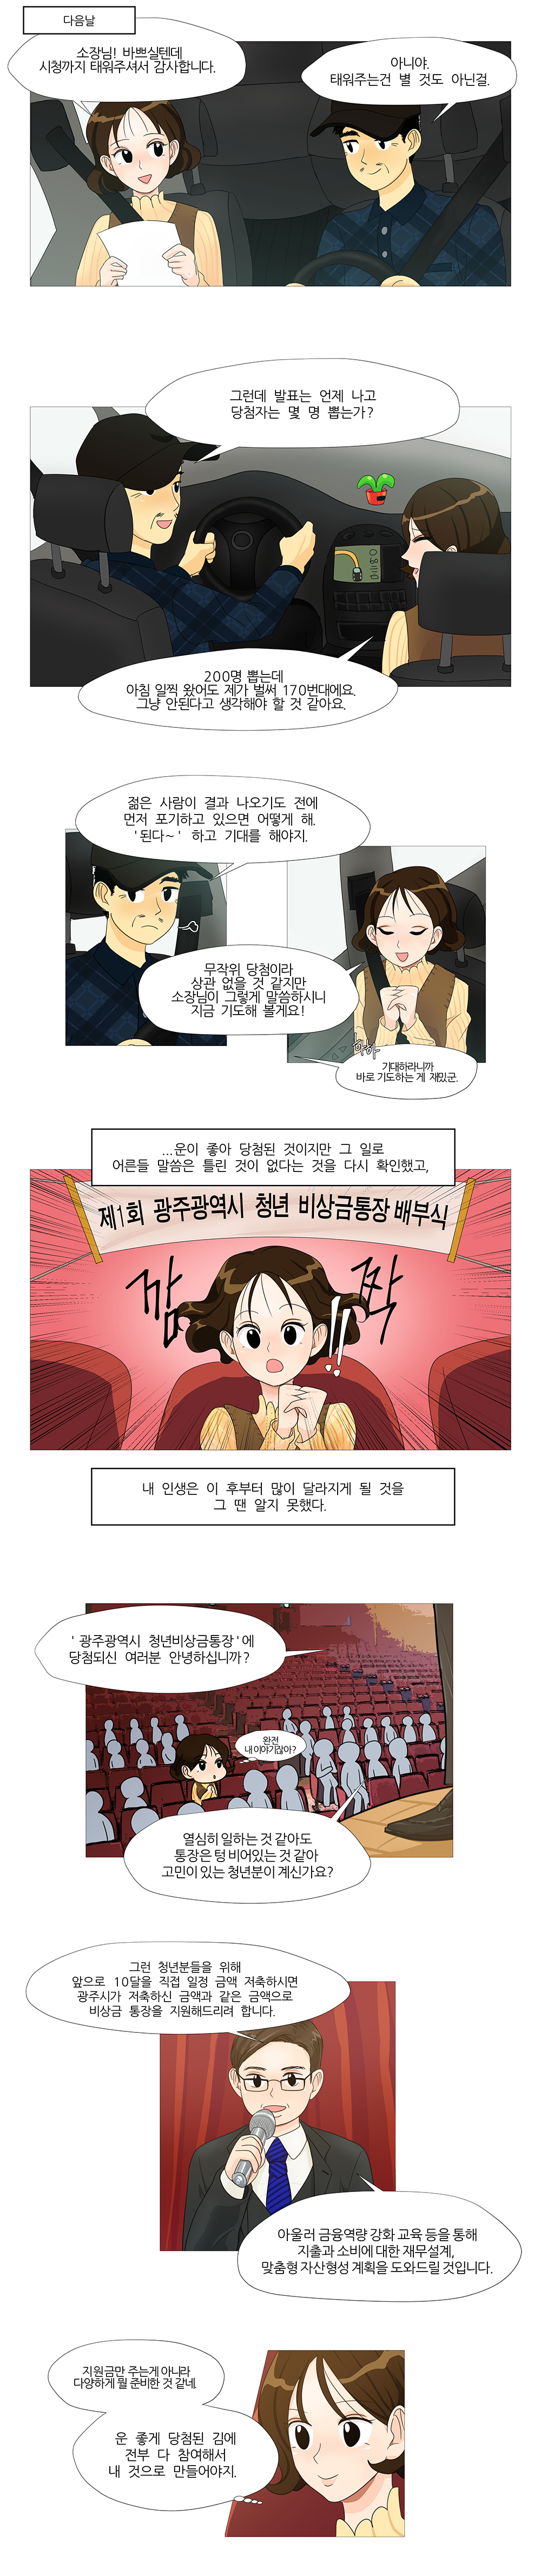 다음날
소장님! 바쁘실텐데
시청까지 태워주셔서 감사합니다.
아니야.
태워주는건 별 것도 아닌걸.
그런데 발표는 언제 나고
당첨자는 몇 명 뽑는가?
200명 뽑는데
아침 일찍 왔어도 제가 벌써 170번대에요.
그냥 안된다고 생각해야 할 것 같아요.
젊은 사람이 결과 나오기도 전에
먼저 포기하고 있으면 어떻게 해.
'된다~' 하고 기대를 해야지.
무작위 당첨이라
상관 없을 것 같지만
소장님이 그렇게 말씀하시니
지금 기도해 볼게요!
하하
기대하라니까
바로 기도하는 게 재밌군.
...운이 좋아 당첨된 것이지만 그 일로
어른들 말씀은 틀린 것이 없다는 것을 다시 확인했고,
제1회 광주광역시 청년 비상금통장 배부식
깜
짝
!!
내 인생은 이 후부터 많이 달라지게 될 것을
그 땐 알지 못했다.
'광주광역시 청년비상금통장'에
당첨되신 여러분 안녕하십니까?
완전
내 이야기잖아?
열심히 일하는 것 같아도
통장은 텅 비어있는 것 같아
고민이 있는 청년분이 계신가요?
그런 청년분들을 위해
앞으로 10달을 직접 일정 금액 저축하시면
광주시가 저축하신 금액과 같은 금액으로
비상금 통장을 지원해드리려 합니다.
아울러 금융역량 강화 교육 등을 통해
지출과 소비에 대한 재무설계,
맞춤형 자산형성 계획을 도와드릴 것입니다.
지원금만 주는게 아니라
다양하게 뭘 준비한 것 같네.
운 좋게 당첨된 김에
전부 다 참여해서
내 것으로 만들어야지.